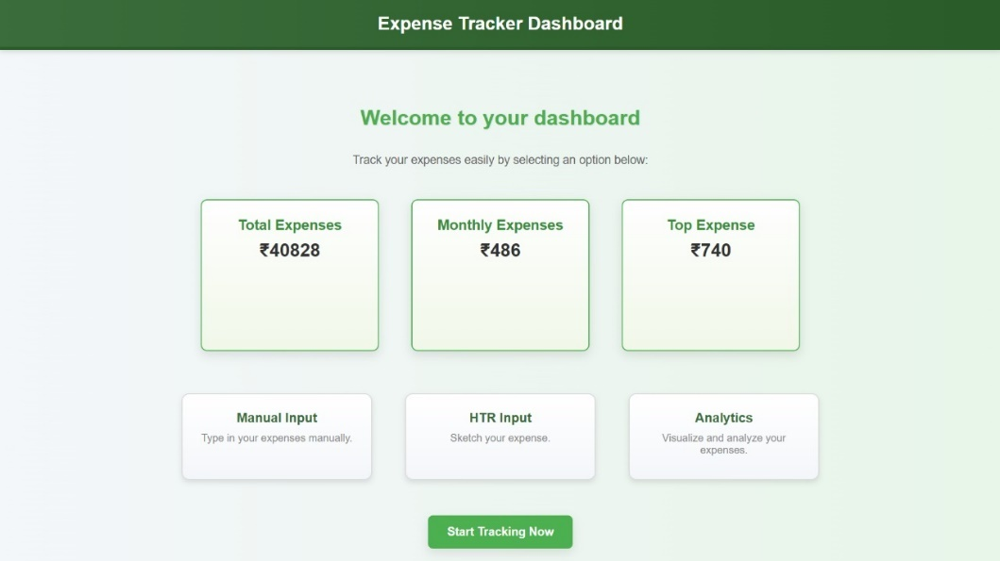 Expense Tracker Dashboard
Welcome to your dashboard
Track your expenses easily by selecting an option below:
Total Expenses
₹40828
Monthly Expenses
₹486
Top Expense
₹740
Manual Input
Type in your expenses manually.
HTR Input
Sketch your expense.
Analytics
Visualize and analyze your
expenses.
Start Tracking Now